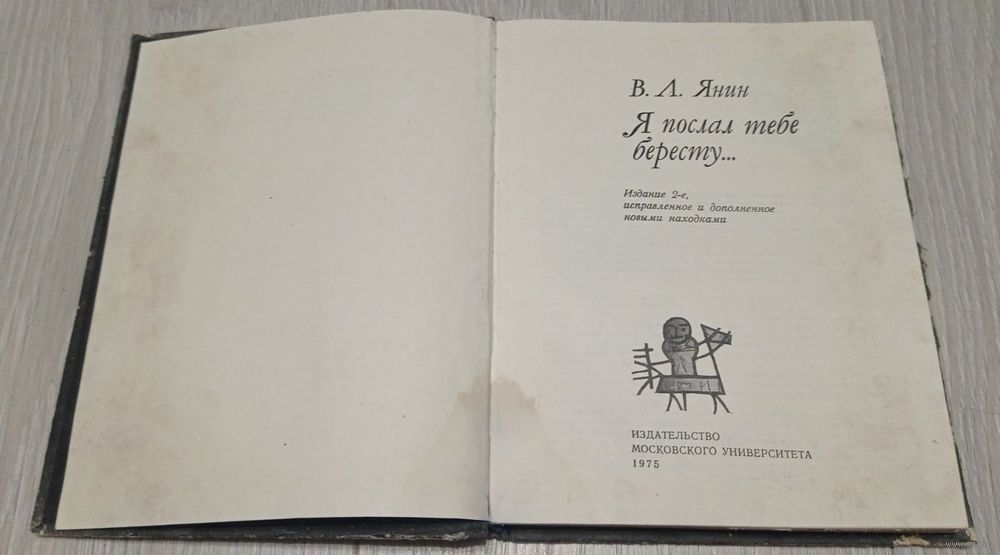 В. Л. Янин
Я послал тебе
бересту...
Издание 2-е,
исправленное и дополненное
новыми находками
ИЗДАТЕЛЬСТВО
МОСКОВСКОГО УНИВЕРСИТЕТА
1975